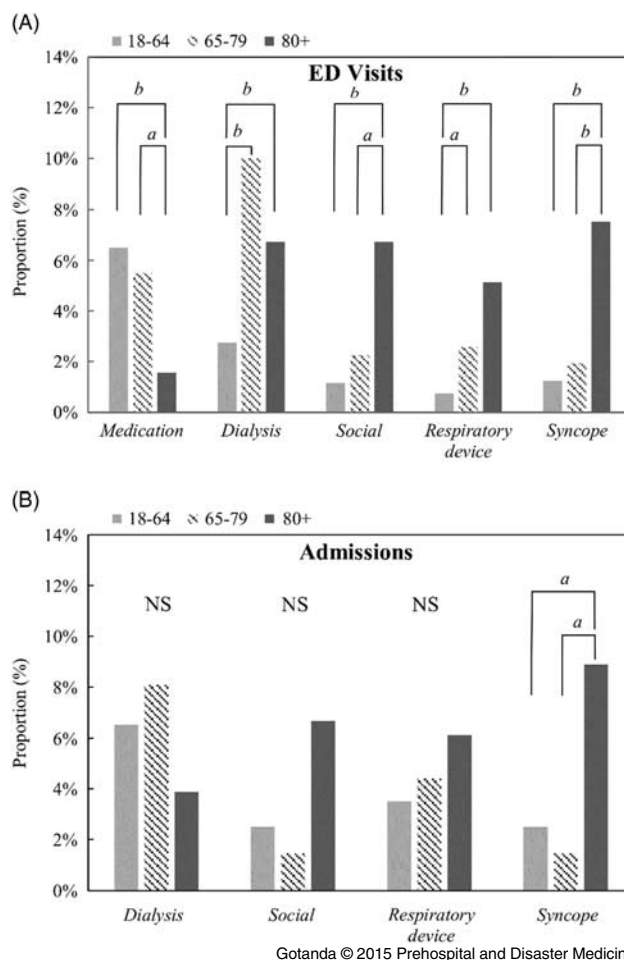 (A)
18-64 65-79 80+
ED Visits
14%
12%
10%
8%
6%
4%
2%
0%
Proportion (%)
b b b b b
a b a a b
Medication Dialysis Social Respiratory device Syncope
(B)
18-64 65-79 80+
Admissions
14%
12%
10%
8%
6%
4%
2%
0%
Proportion (%)
NS NS NS a
a
Dialysis Social Respiratory device Syncope
Gotanda © 2015 Prehospital and Disaster Medicin